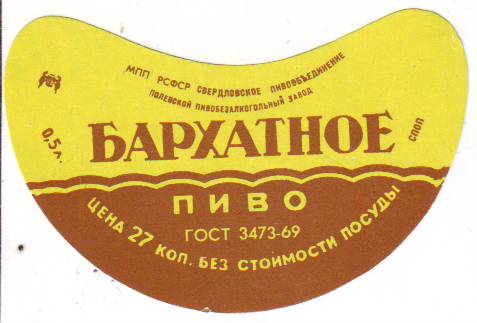 МПП РСФСР СВЕРДЛОВСКОЕ ПИВООБЪЕДИНЕНИЕ
ПОЛЕВСКОЙ ПИВОБЕЗАЛКОГОЛЬНЫЙ ЗАВОД
0,5 л.
БАРХАТНОЕ
СПОП
ПИВО
ГОСТ 3473-69
ЦЕНА 27 КОП. БЕЗ СТОИМОСТИ ПОСУДЫ